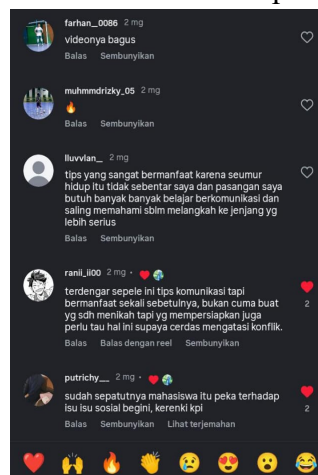 farhan__0086 2 mg
videonya bagus
Balas Sembunyikan
muhmmdrizky_05 2 mg
🔥
Balas Sembunyikan
lluvvlan_ 2 mg
tips yang sangat bermanfaat karena seumur
hidup itu tidak sebentar saya dan pasangan saya
butuh banyak banyak belajar berkomunikasi dan
saling memahami sblm melangkah ke jenjang yg
lebih serius
Balas Sembunyikan
ranii_ii00 2 mg •
terdengar sepele ini tips komunikasi tapi
bermanfaat sekali sebetulnya, bukan cuma buat
yg sdh menikah tapi yg mempersiapkan juga
perlu tau hal ini supaya cerdas mengatasi konflik.
2
Balas Balas dengan reel Sembunyikan
putrichy__ 2 mg •
sudah sepatutnya mahasiswa itu peka terhadap
isu isu sosial begini, kerenki kpi
2
Balas Sembunyikan Lihat terjemahan